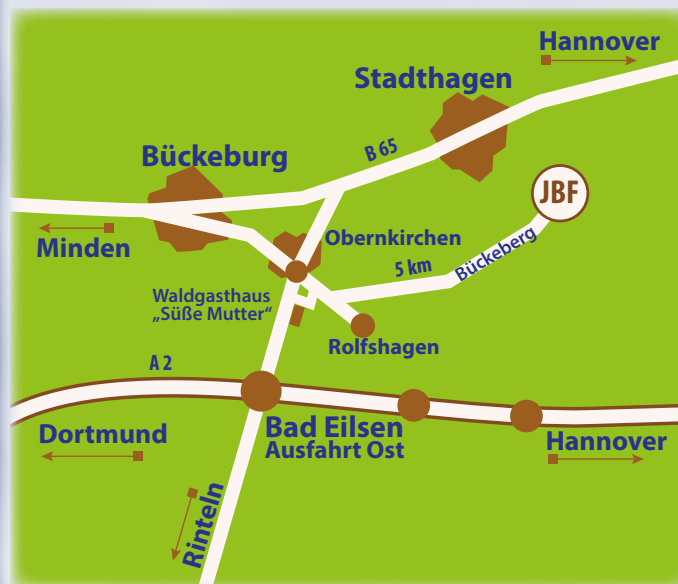 Hannover
Stadthagen
B 65
Bückeburg
JBF
Obernkirchen
Minden
5 km
Bückeberg
Waldgasthaus
„Süße Mutter“
Rolfshagen
A 2
Bad Eilsen
Ausfahrt Ost
Dortmund
Hannover
Rinteln